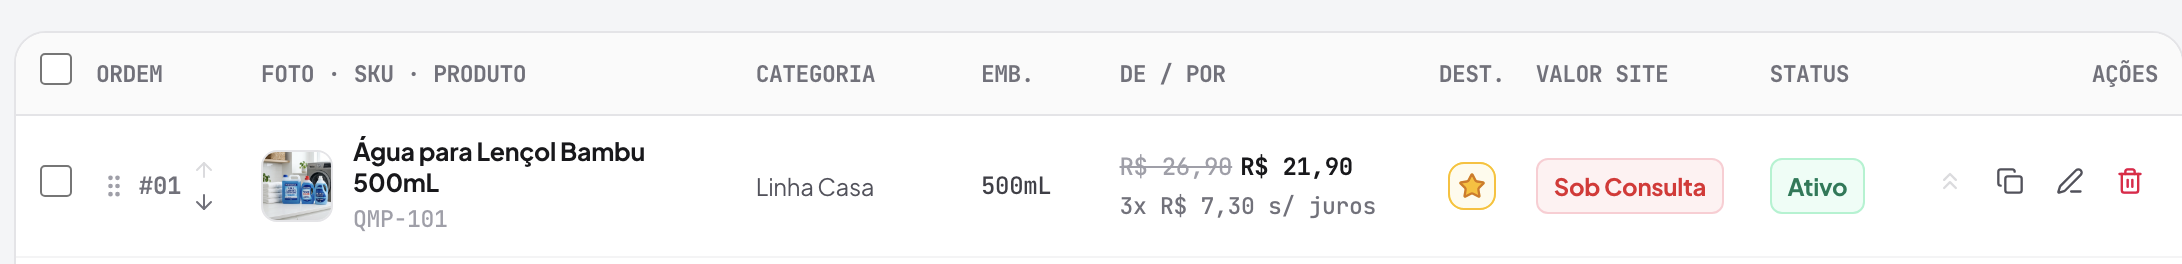 ORDEM FOTO · SKU · PRODUTO CATEGORIA EMB. DE / POR DEST. VALOR SITE STATUS AÇÕES
#01
Água para Lençol Bambu
500mL
QMP-101
Linha Casa
500mL
R$ 26,90 R$ 21,90
3x R$ 7,30 s/ juros
Sob Consulta
Ativo